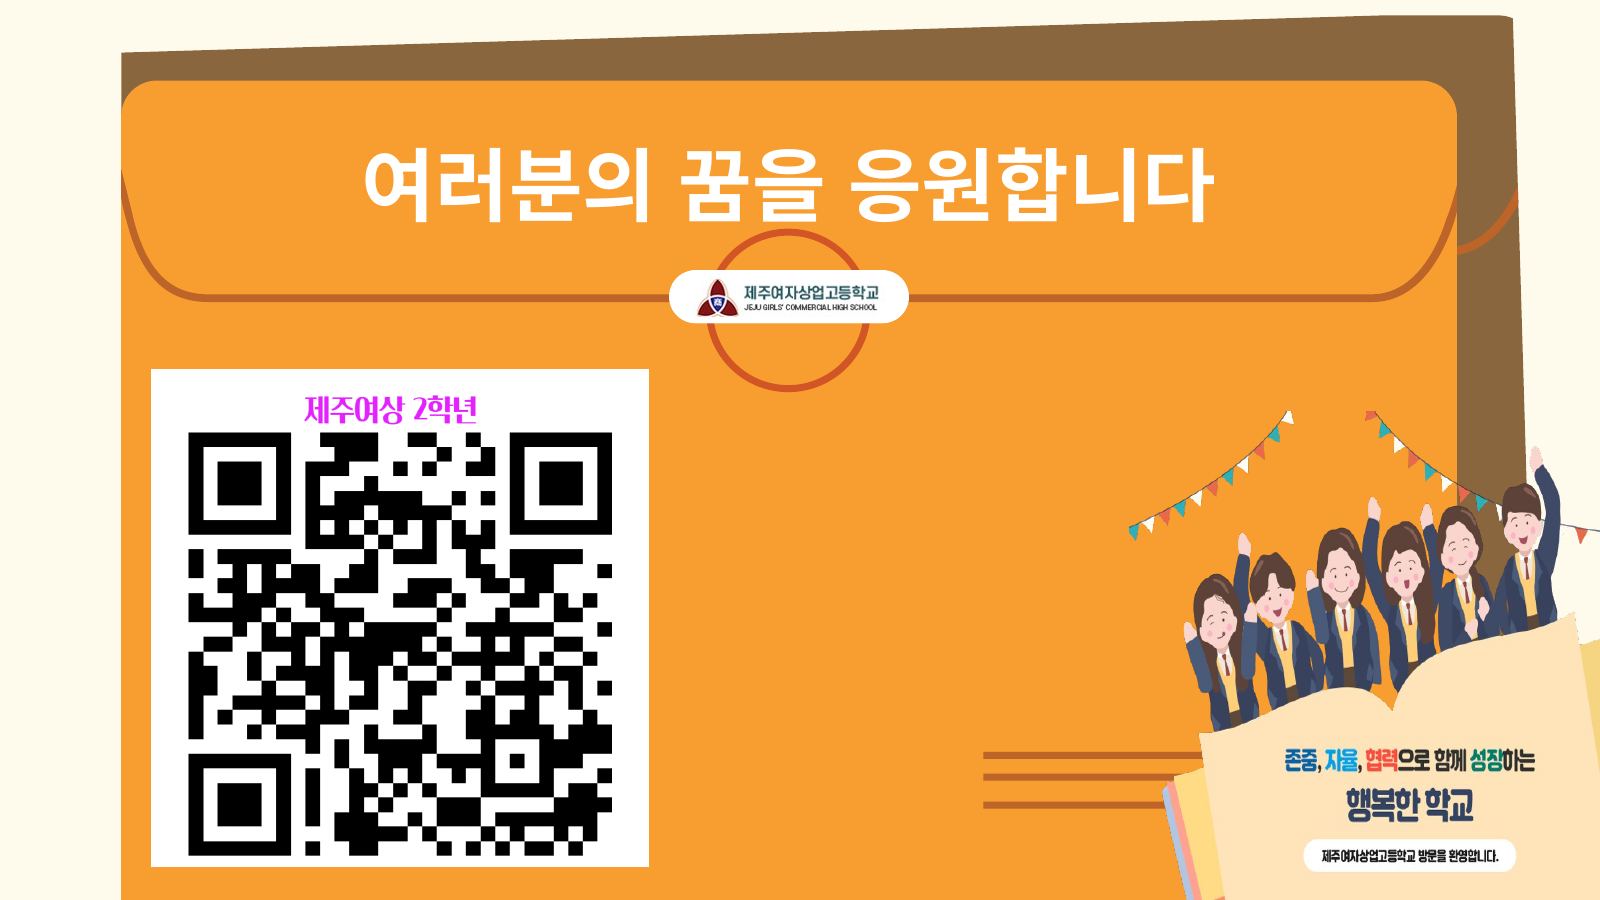 여러분의 꿈을 응원합니다
商
제주여자상업고등학교
JEJU GIRLS' COMMERCIAL HIGH SCHOOL
제주여상 2학년
존중, 자율, 협력으로 함께 성장하는
행복한 학교
제주여자상업고등학교 방문을 환영합니다.